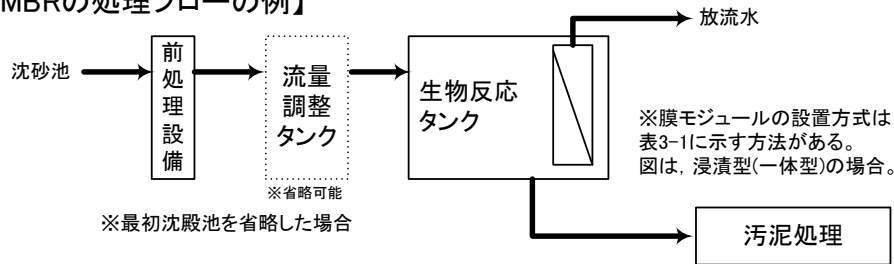 MBRの処理フローの例】
放流水
沈砂池
前処理設備
流量
調整
タンク
※省略可能
生物反応
タンク
※膜モジュールの設置方式は
表3-1に示す方法がある。
図は，浸漬型(一体型)の場合。
※最初沈殿池を省略した場合
汚泥処理